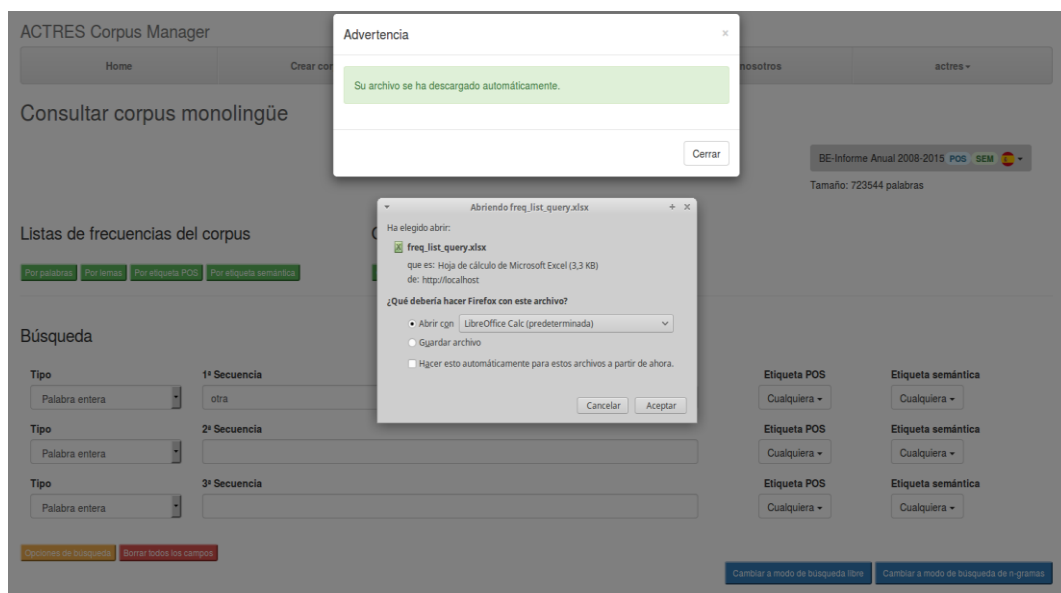 ACTRES Corpus Manager
Advertencia ×
Home Crear cor nosotros actres
Su archivo se ha descargado automáticamente.
Consultar corpus monolingüe
Cerrar
BE-Informe Anual 2008-2015 POS SEM
Tamaño: 723544 palabras
Abriendo freq_list_query.xlsx + ×
Ha elegido abrir:
freq_list_query.xlsx
que es: Hoja de cálculo de Microsoft Excel (3,3 KB)
de: http://localhost
Listas de frecuencias del corpus
Por palabras Por lemas Por etiqueta POS Por etiqueta semántica
¿Qué debería hacer Firefox con este archivo?
Abrir con LibreOffice Calc (predeterminada)
Guardar archivo
Hacer esto automáticamente para estos archivos a partir de ahora.
Cancelar Aceptar
Búsqueda
Tipo 1ª Secuencia Etiqueta POS Etiqueta semántica
Palabra entera otra Cualquiera Cualquiera
Tipo 2ª Secuencia Etiqueta POS Etiqueta semántica
Palabra entera Cualquiera Cualquiera
Tipo 3ª Secuencia Etiqueta POS Etiqueta semántica
Palabra entera Cualquiera Cualquiera
Opciones de búsqueda Borrar todos los campos
Cambiar a modo de búsqueda libre Cambiar a modo de búsqueda de n-gramas